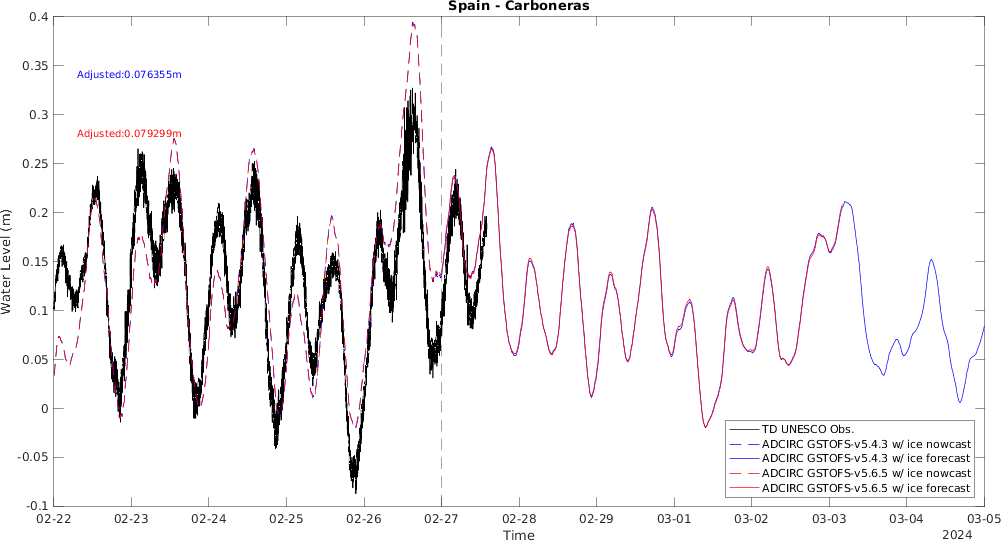 Spain - Carboneras
Adjusted:0.076355m
Adjusted:0.079299m
Water Level (m)
0.4
0.35
0.3
0.25
0.2
0.15
0.1
0.05
0
-0.05
-0.1
02-22
02-23
02-24
02-25
02-26
02-27
02-28
02-29
03-01
03-02
03-03
03-04
03-05
Time
2024
TD UNESCO Obs.
ADCIRC GSTOFS-v5.4.3 w/ ice nowcast
ADCIRC GSTOFS-v5.4.3 w/ ice forecast
ADCIRC GSTOFS-v5.6.5 w/ ice nowcast
ADCIRC GSTOFS-v5.6.5 w/ ice forecast